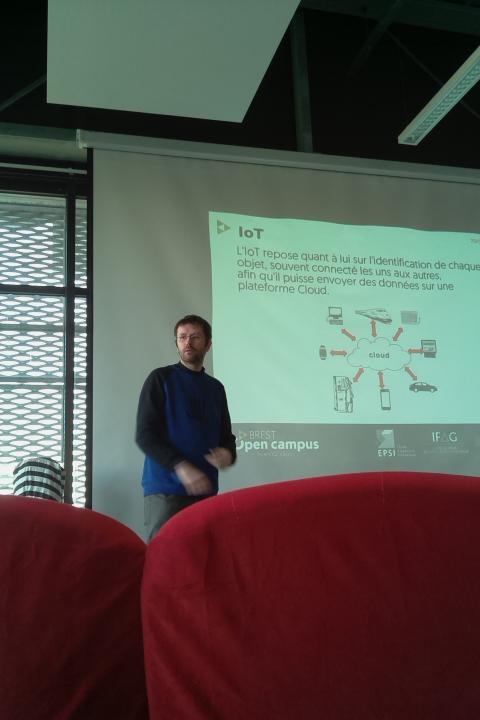 IoT
L'IoT repose quant à lui sur l'identification de chaque
objet, souvent connecté les uns aux autres,
afin qu'il puisse envoyer des données sur une
plateforme Cloud.
cloud
BREST
Open campus
EPSI
IFAG